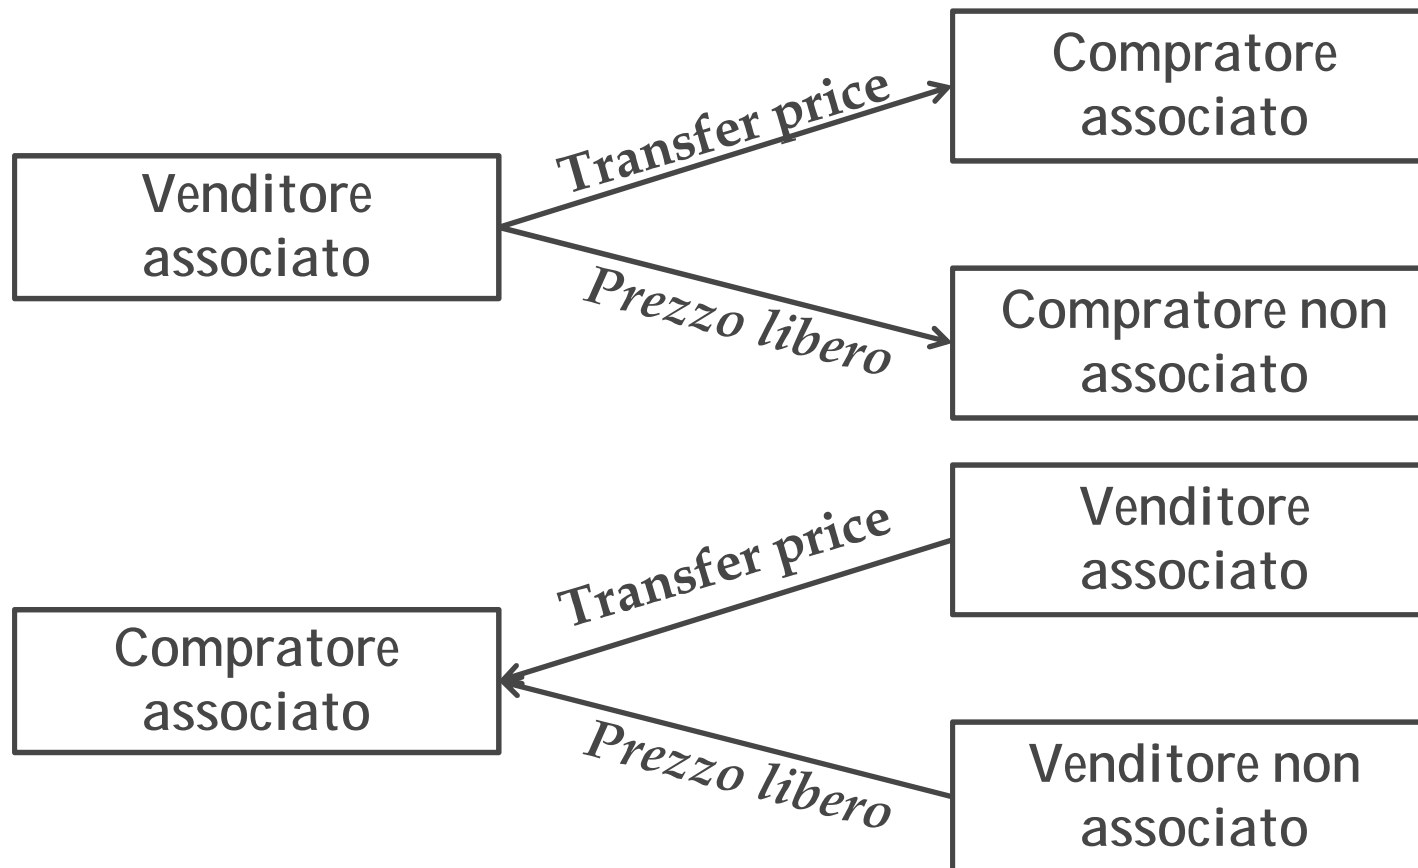 Compratore
associato
Transfer price
Venditore
associato
Prezzo libero
Compratore non
associato
Venditore
associato
Transfer price
Compratore
associato
Prezzo libero
Venditore non
associato